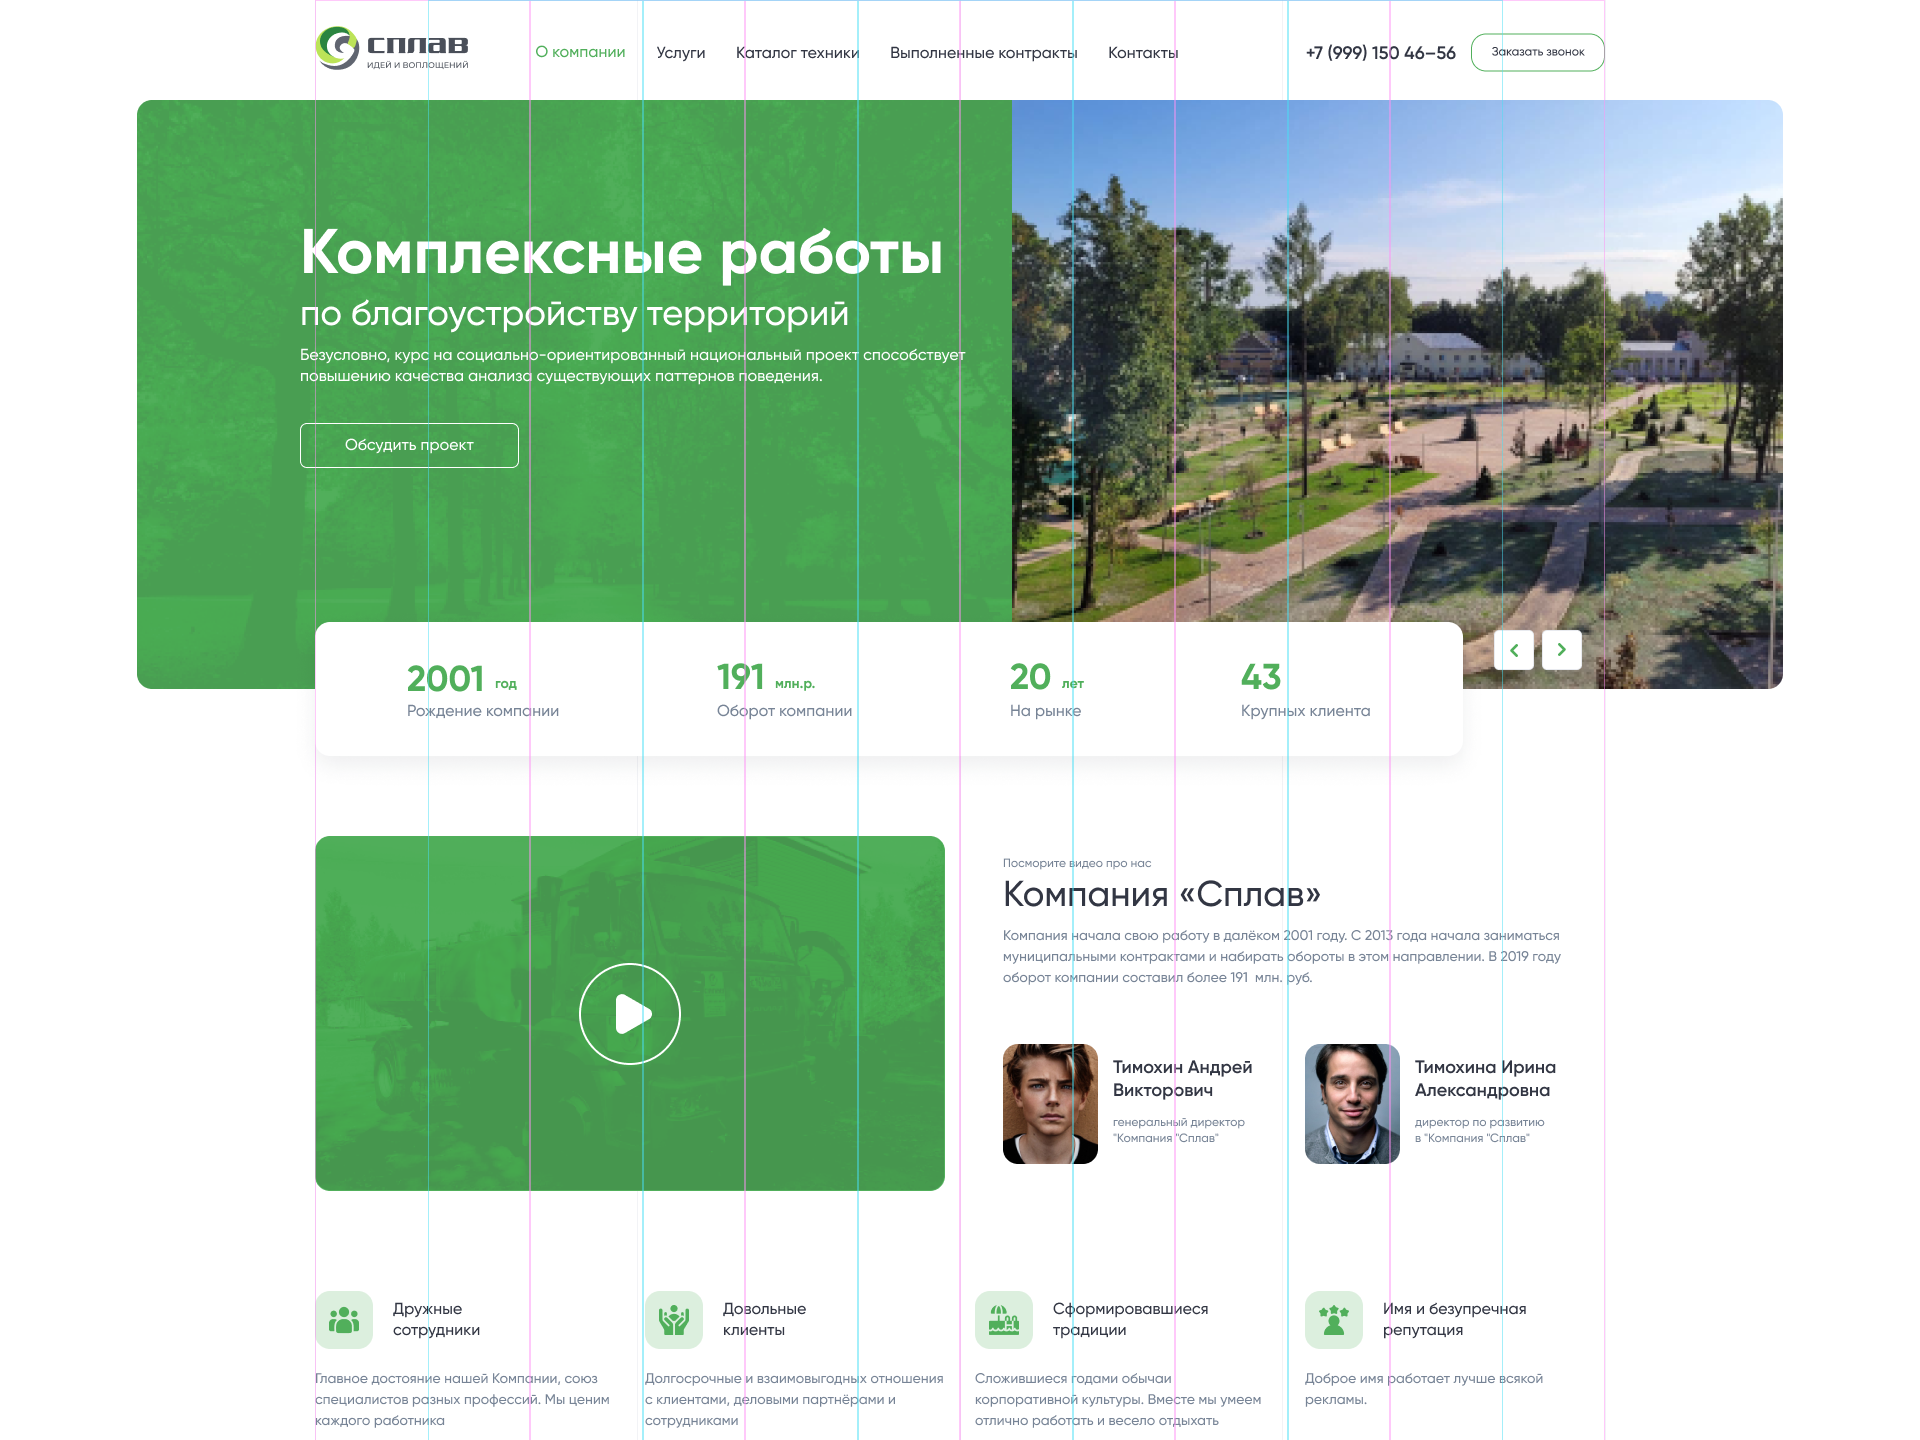 сплав
ИДЕЙ И ВОПЛОЩЕНИЙ
О компании
Услуги
Каталог техники
Выполненные контракты
Контакты
+7 (999) 150 46–56
Заказать звонок
Комплексные работы
по благоустройству территорий
Безусловно, курс на социально-ориентированный национальный проект способствует
повышению качества анализа существующих паттернов поведения.
Обсудить проект
2001 год
Рождение компании
191 млн.р.
Оборот компании
20 лет
На рынке
43
Крупных клиента
Посморите видео про нас
Компания «Сплав»
Компания начала свою работу в далёком 2001 году. С 2013 года начала заниматься
муниципальными контрактами и набирать обороты в этом направлении. В 2019 году
оборот компании составил более 191 млн. руб.
Тимохин Андрей
Викторович
генеральный директор
"Компания "Сплав"
Тимохина Ирина
Александровна
директор по развитию
в "Компания "Сплав"
Дружные
сотрудники
Главное достояние нашей Компании, союз
специалистов разных профессий. Мы ценим
каждого работника
Довольные
клиенты
Долгосрочные и взаимовыгодных отношения
с клиентами, деловыми партнёрами и
сотрудниками
Сформировавшиеся
традиции
Сложившиеся годами обычаи
корпоративной культуры. Вместе мы умеем
отлично работать и весело отдыхать
Имя и безупречная
репутация
Доброе имя работает лучше всякой
рекламы.